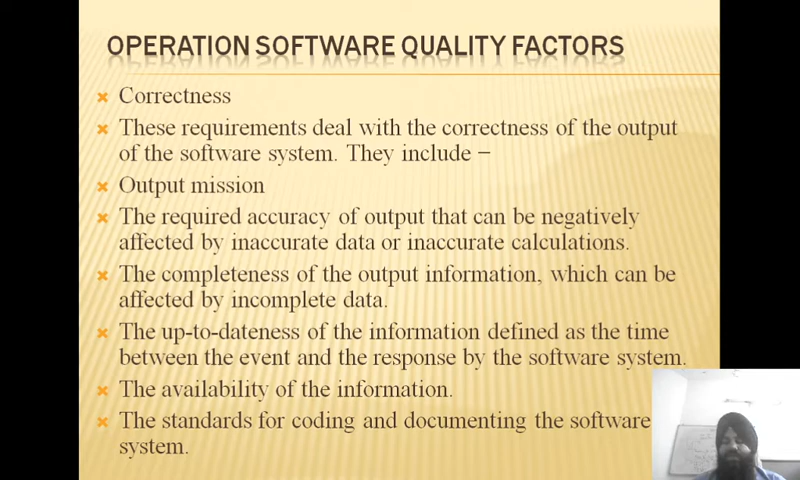 OPERATION SOFTWARE QUALITY FACTORS
Correctness
These requirements deal with the correctness of the output
of the software system. They include −
Output mission
The required accuracy of output that can be negatively
affected by inaccurate data or inaccurate calculations.
The completeness of the output information, which can be
affected by incomplete data.
The up-to-dateness of the information defined as the time
between the event and the response by the software system.
The availability of the information.
The standards for coding and documenting the software
system.